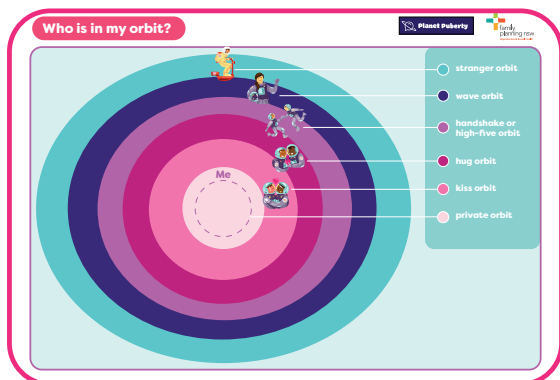 Who is in my orbit?
Planet Puberty
family
planning nsw
stranger orbit
wave orbit
handshake or
high-five orbit
hug orbit
kiss orbit
private orbit
Me